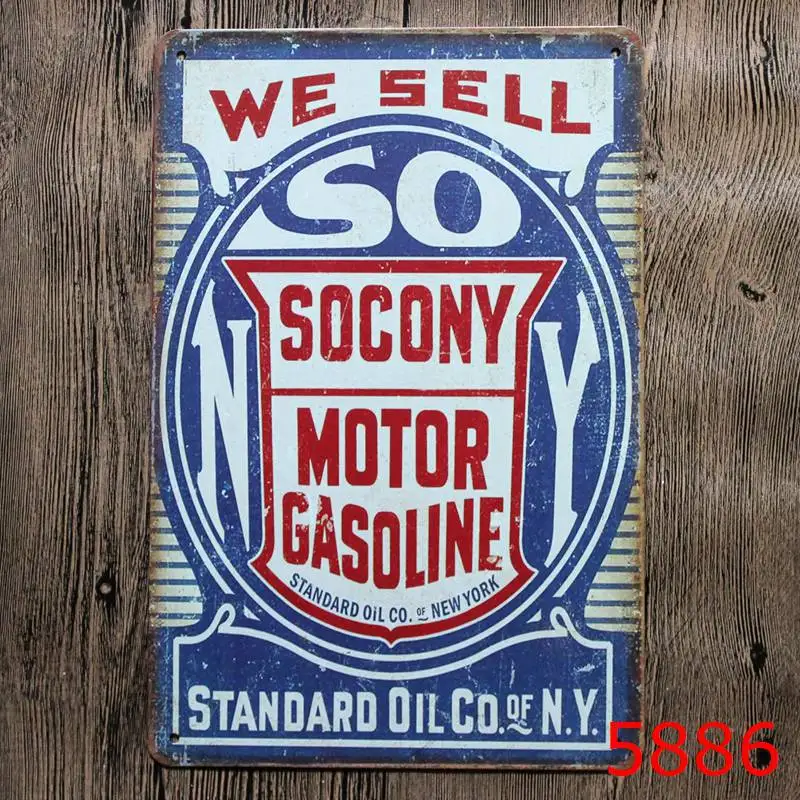 WE SELL
SO
N Y
SOCONY
MOTOR
GASOLINE
STANDARD OIL CO. OF NEW YORK
STANDARD OIL CO. OF N.Y.
5886